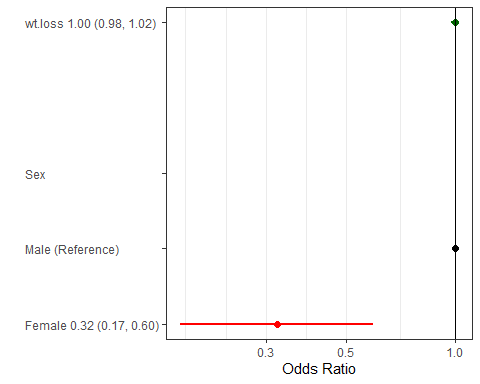 wt.loss 1.00 (0.98, 1.02)
Sex
Male (Reference)
Female 0.32 (0.17, 0.60)
0.3 0.5 1.0
Odds Ratio